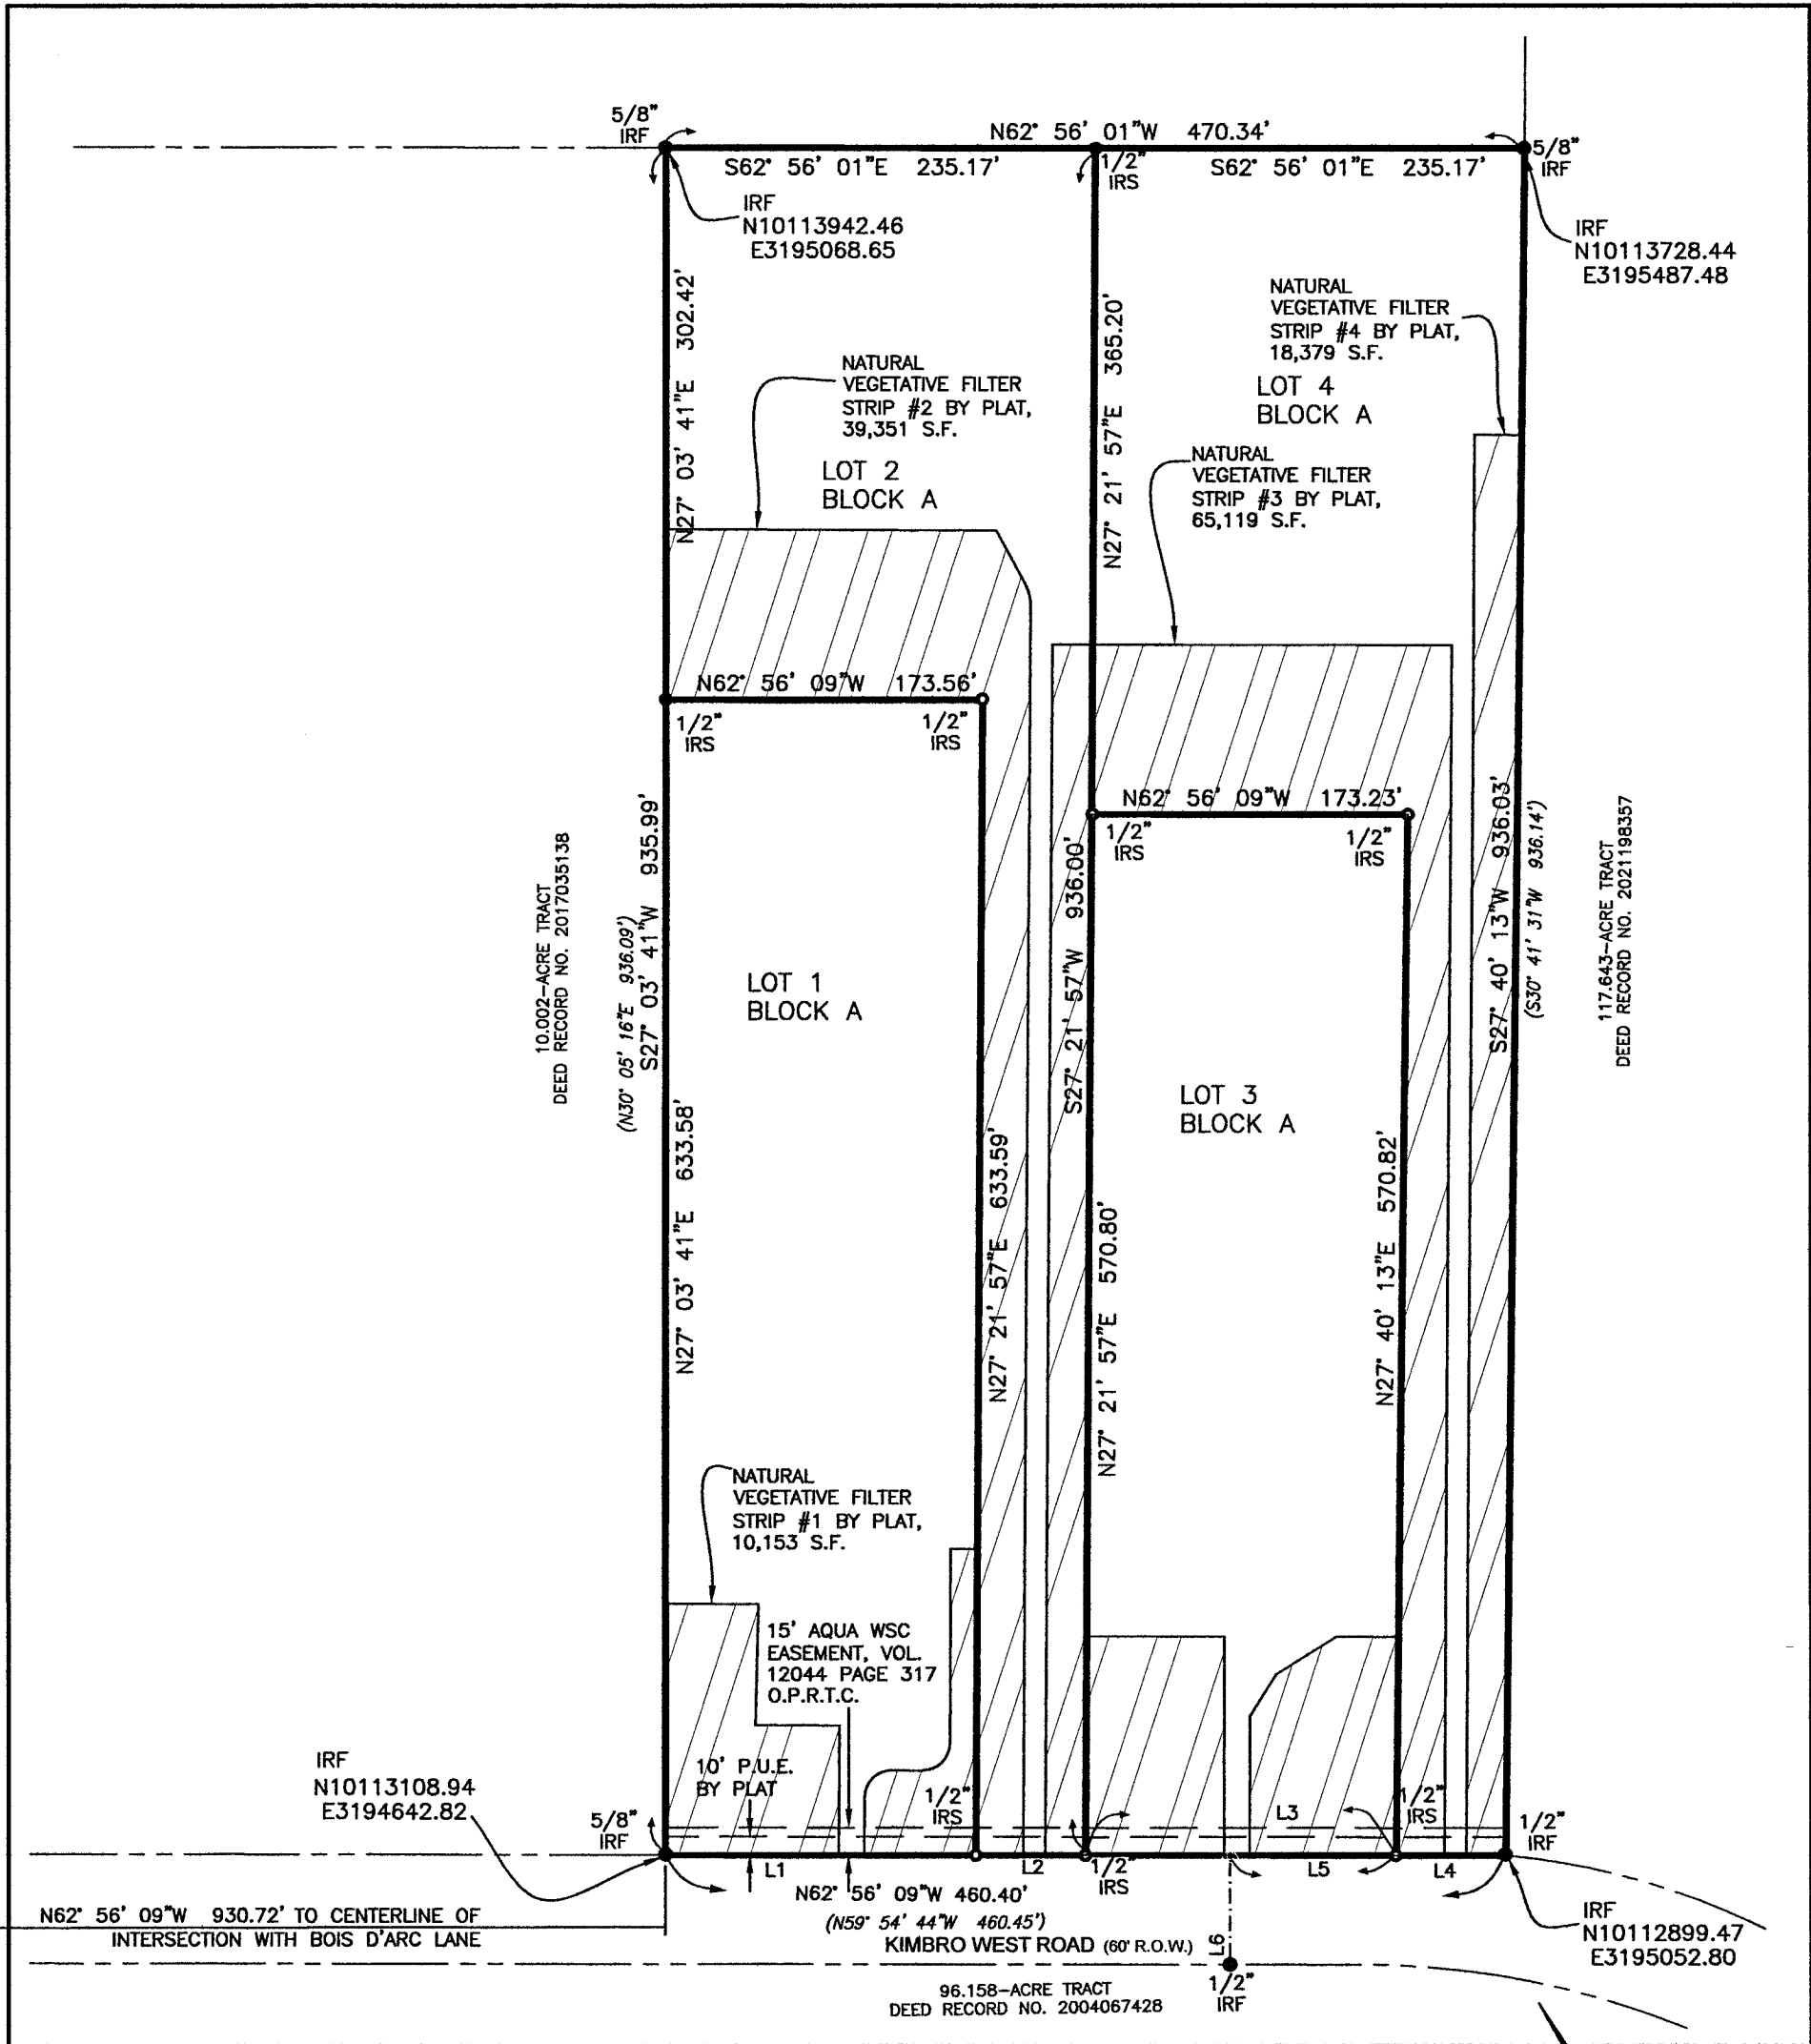 5/8"
IRF
N62° 56' 01"W 470.34'
S62° 56' 01"E 235.17'
1/2"
IRS
S62° 56' 01"E 235.17'
5/8"
IRF
IRF
N10113942.46
E3195068.65
IRF
N10113728.44
E3195487.48
N27° 03' 41"E 302.42'
N27° 21' 57"E 365.20'
NATURAL
VEGETATIVE FILTER
STRIP #4 BY PLAT,
18,379 S.F.
LOT 4
BLOCK A
NATURAL
VEGETATIVE FILTER
STRIP #2 BY PLAT,
39,351 S.F.
LOT 2
BLOCK A
NATURAL
VEGETATIVE FILTER
STRIP #3 BY PLAT,
65,119 S.F.
N62° 56' 09"W 173.56'
1/2"
IRS
1/2"
IRS
N62° 56' 09"W 173.23'
1/2"
IRS
1/2"
IRS
10.002-ACRE TRACT
DEED RECORD NO. 2017035138
(N30° 05' 16"E 936.09')
S27° 03' 41"W 935.99'
LOT 1
BLOCK A
S27° 21' 57"W 936.00'
LOT 3
BLOCK A
S27° 40' 13"W 936.03'
(S30° 41' 31"W 936.14')
117.643-ACRE TRACT
DEED RECORD NO. 2021198357
N27° 03' 41"E 633.58'
N27° 21' 57"E 633.59'
N27° 21' 57"E 570.80'
N27° 40' 13"E 570.82'
NATURAL
VEGETATIVE FILTER
STRIP #1 BY PLAT,
10,153 S.F.
15' AQUA WSC
EASEMENT, VOL.
12044 PAGE 317
O.P.R.T.C.
10' P.U.E.
BY PLAT
IRF
N10113108.94
E3194642.82
5/8"
IRF
1/2"
IRS
L3
1/2"
IRS
1/2"
IRF
L1
L2
1/2"
IRS
L5
L4
N62° 56' 09"W 460.40'
(N59° 54' 44"W 460.45')
N62° 56' 09"W 930.72' TO CENTERLINE OF
INTERSECTION WITH BOIS D'ARC LANE
KIMBRO WEST ROAD (60' R.O.W.)
L6
IRF
N10112899.47
E3195052.80
1/2"
IRF
96.158-ACRE TRACT
DEED RECORD NO. 2004067428